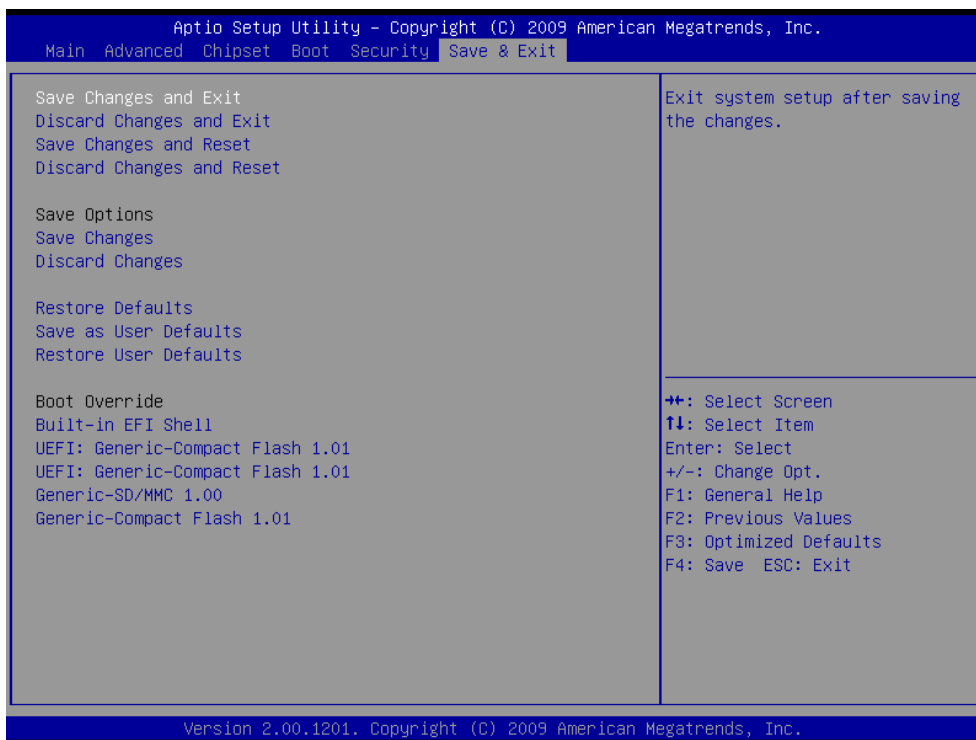 Aptio Setup Utility – Copyright (C) 2009 American Megatrends, Inc.
Main Advanced Chipset Boot Security Save & Exit
Save Changes and Exit
Discard Changes and Exit
Save Changes and Reset
Discard Changes and Reset
Save Options
Save Changes
Discard Changes
Restore Defaults
Save as User Defaults
Restore User Defaults
Boot Override
Built-in EFI Shell
UEFI: Generic-Compact Flash 1.01
UEFI: Generic-Compact Flash 1.01
Generic-SD/MMC 1.00
Generic-Compact Flash 1.01
Exit system setup after saving
the changes.
→←: Select Screen
↑↓: Select Item
Enter: Select
+/-: Change Opt.
F1: General Help
F2: Previous Values
F3: Optimized Defaults
F4: Save ESC: Exit
Version 2.00.1201. Copyright (C) 2009 American Megatrends, Inc.